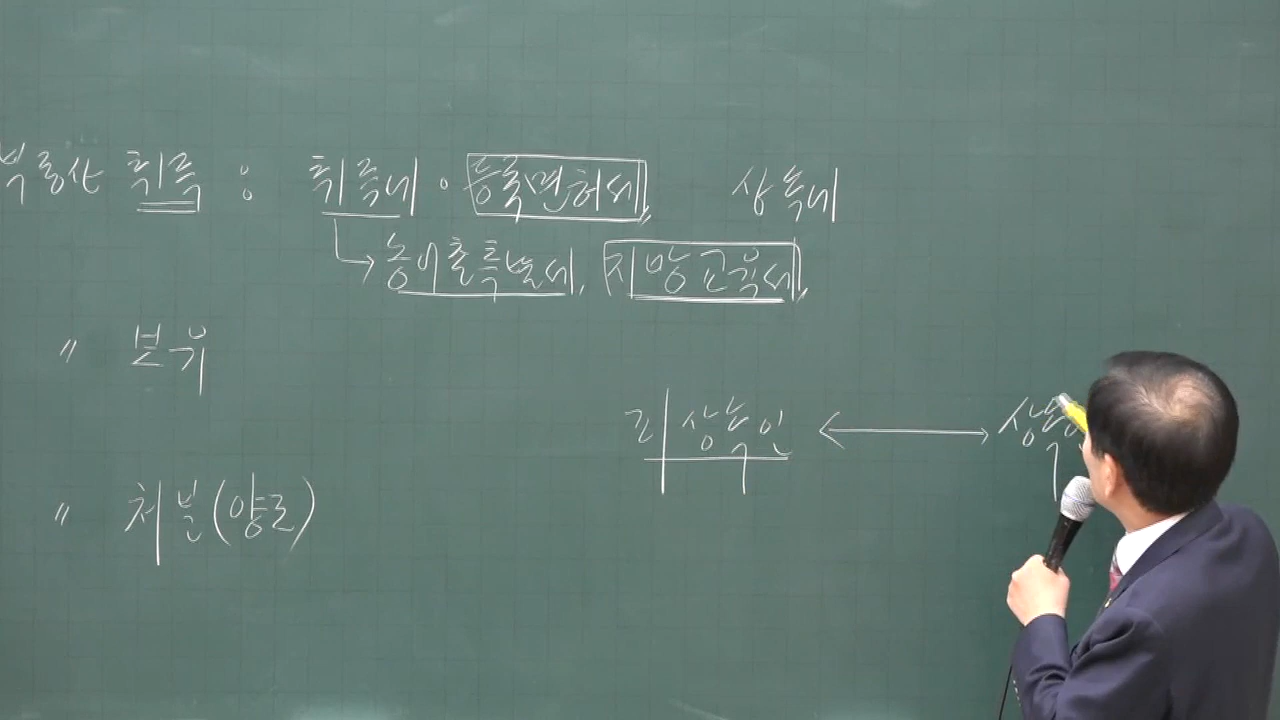 부동산 취득 : 취득세 · 등록면허세, 상속세
→ 농어촌특별세, 지방교육세,
〃 보유
피상속인 ←→ 상속
〃 처분(양도)